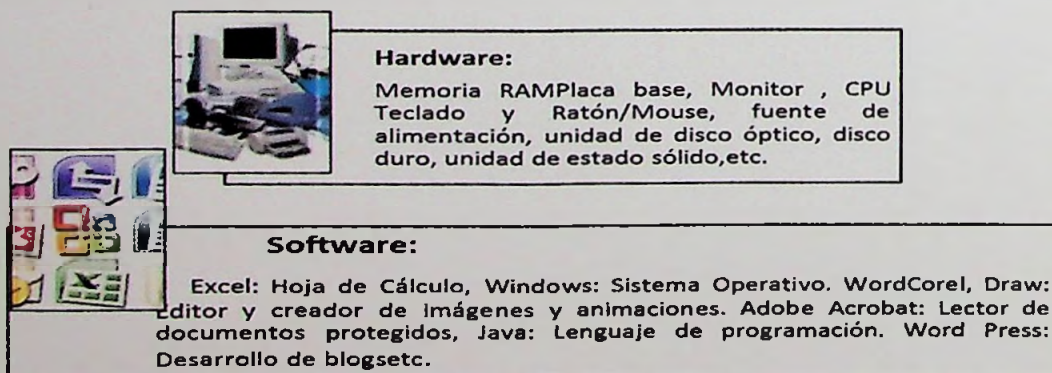 Hardware:
Memoria RAMPlaca base, Monitor , CPU
Teclado y Ratón/Mouse, fuente de
alimentación, unidad de disco óptico, disco
duro, unidad de estado sólido,etc.
Software:
Excel: Hoja de Cálculo, Windows: Sistema Operativo. WordCorel, Draw:
Editor y creador de imágenes y animaciones. Adobe Acrobat: Lector de
documentos protegidos, Java: Lenguaje de programación. Word Press:
Desarrollo de blogsetc.